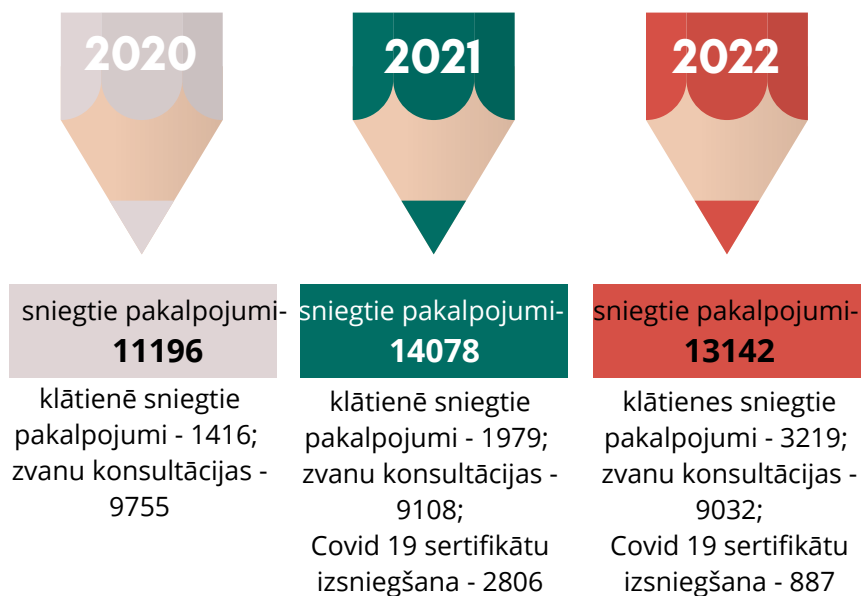 2020
sniegtie pakalpojumi-
11196
klātienē sniegtie
pakalpojumi - 1416;
zvanu konsultācijas -
9755
2021
sniegtie pakalpojumi-
14078
klātienē sniegtie
pakalpojumi - 1979;
zvanu konsultācijas -
9108;
Covid 19 sertifikātu
izsniegšana - 2806
2022
sniegtie pakalpojumi-
13142
klātienes sniegtie
pakalpojumi - 3219;
zvanu konsultācijas -
9032;
Covid 19 sertifikātu
izsniegšana - 887